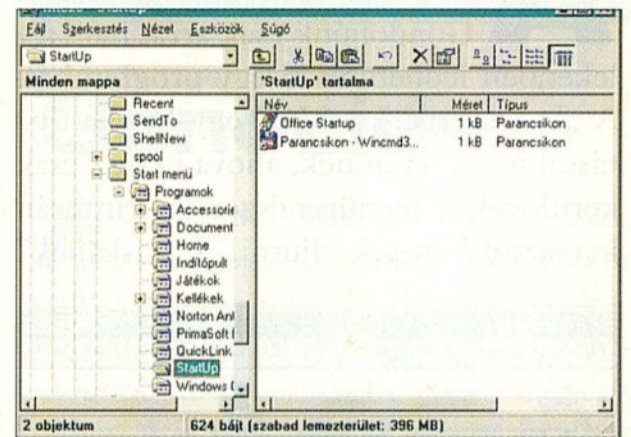 Fájl Szerkesztés Nézet Eszközök Súgó
StartUp
Minden mappa
'StartUp' tartalma
Recent
SendTo
ShellNew
spool
Start menü
Programok
Accessorie
Document
Home
Indítópult
Játékok
Kellékek
Norton Ant
PrimaSoft
QuickLink
StartUp
Windows
Név Méret Típus
Office Startup 1 kB Parancsikon
Parancsikon - Wincmd3... 1 kB Parancsikon
2 objektum
624 bájt (szabad lemezterület: 396 MB)